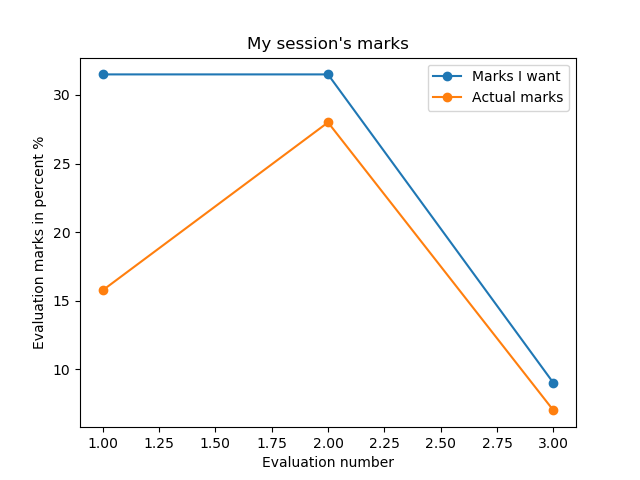 My session's marks
Marks I want
Actual marks
30
25
20
15
10
Evaluation marks in percent %
1.00 1.25 1.50 1.75 2.00 2.25 2.50 2.75 3.00
Evaluation number